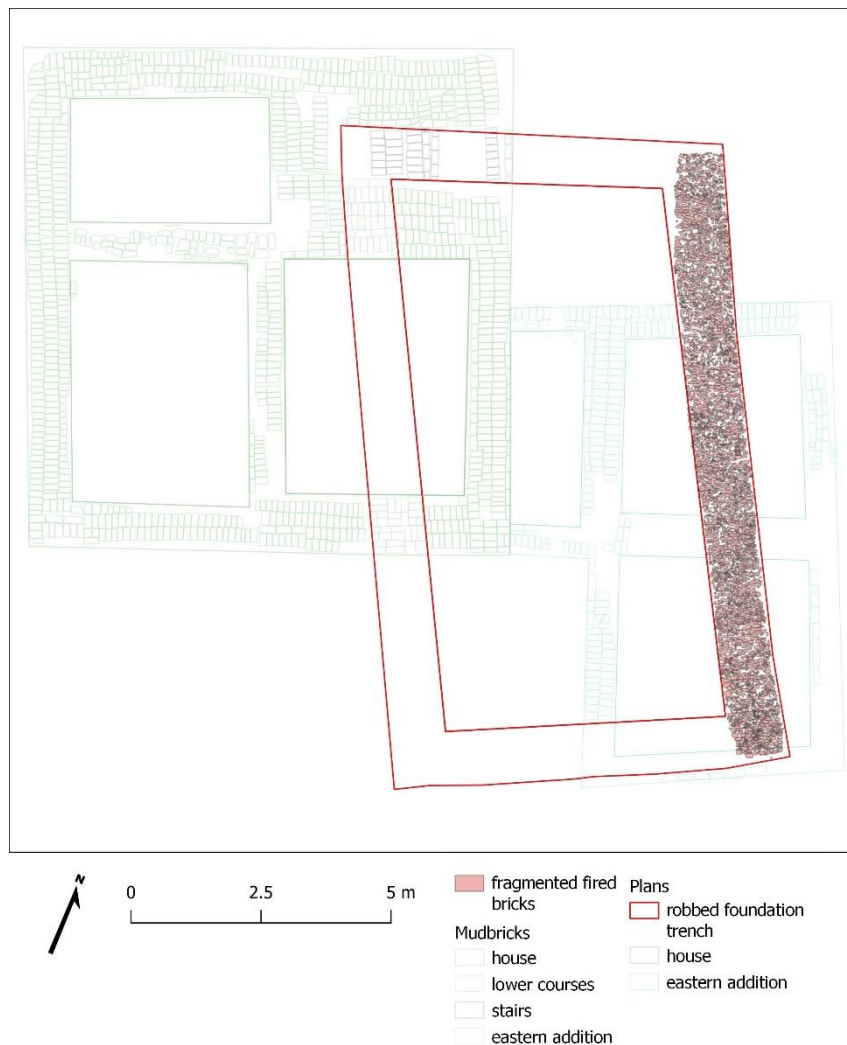 N
0 2.5 5 m
fragmented fired
bricks
Mudbricks
house
lower courses
stairs
eastern addition
Plans
robbed foundation
trench
house
eastern addition